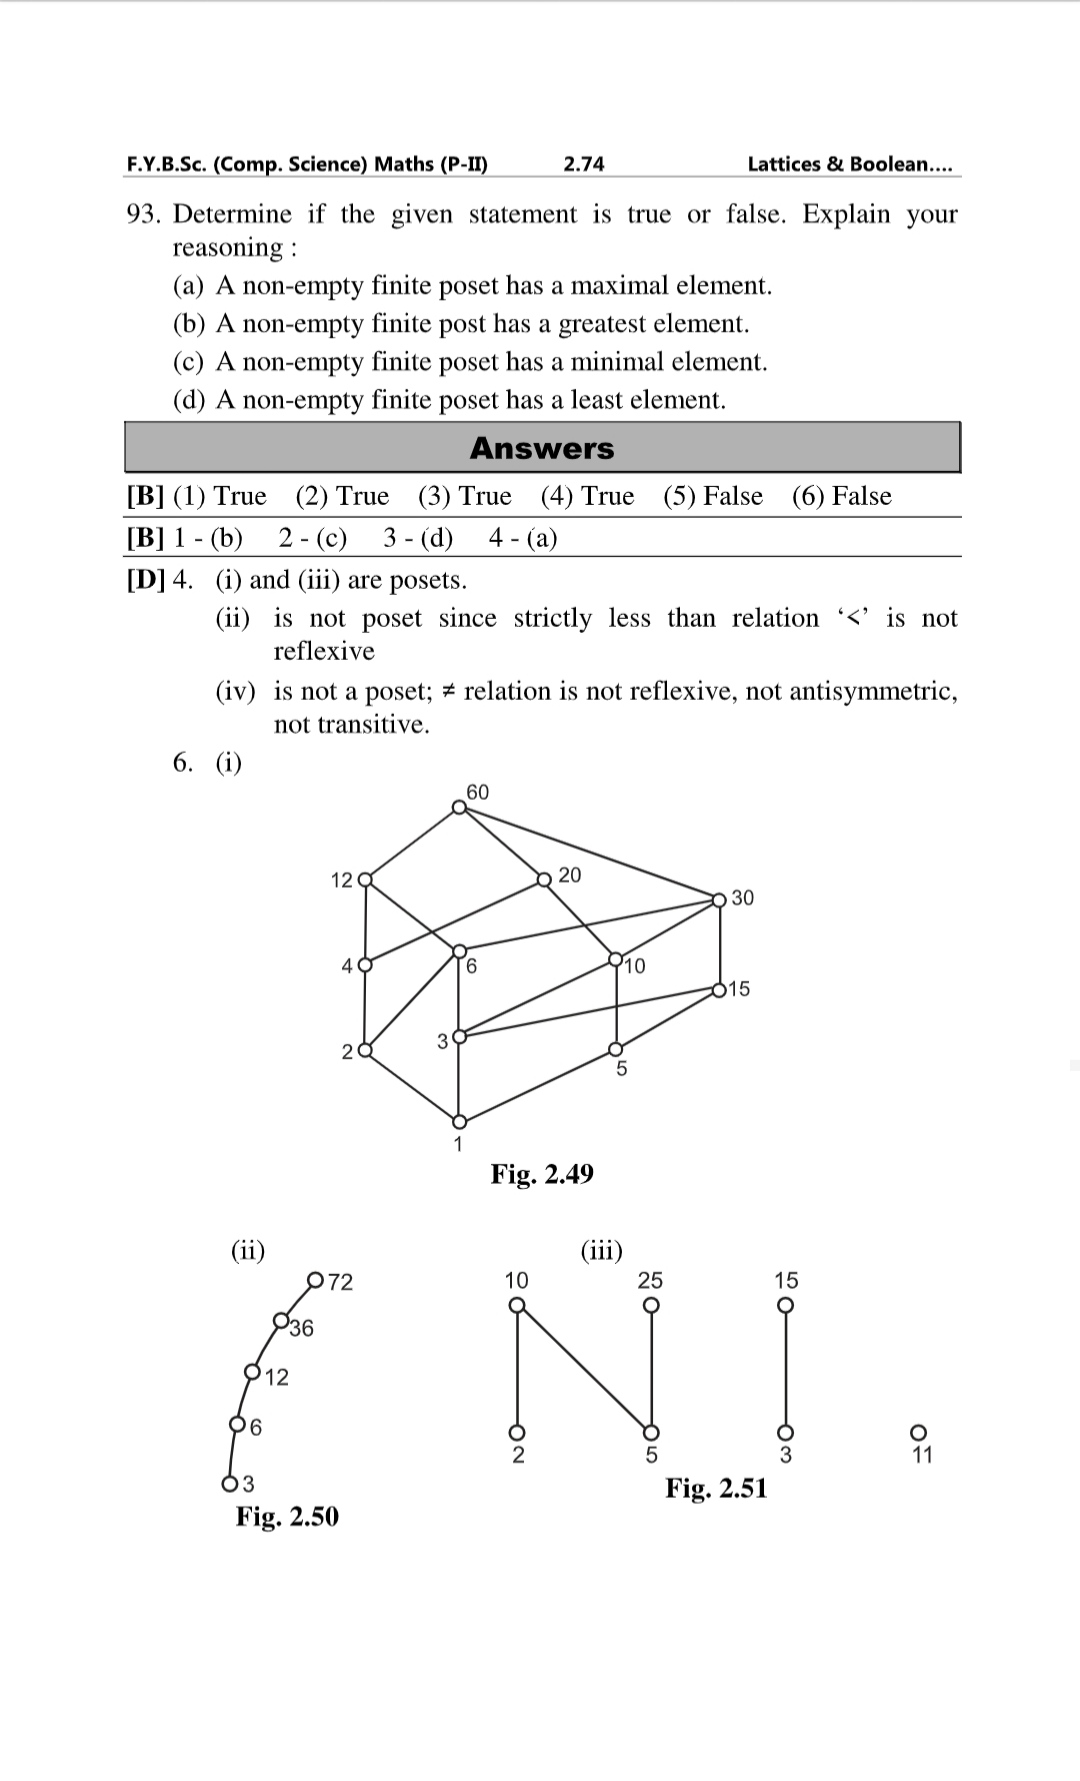 F.Y.B.Sc. (Comp. Science) Maths (P-II) 2.74 Lattices & Boolean....
93. Determine if the given statement is true or false. Explain your
reasoning :
(a) A non-empty finite poset has a maximal element.
(b) A non-empty finite post has a greatest element.
(c) A non-empty finite poset has a minimal element.
(d) A non-empty finite poset has a least element.
Answers
[B] (1) True (2) True (3) True (4) True (5) False (6) False
[B] 1 - (b) 2 - (c) 3 - (d) 4 - (a)
[D] 4. (i) and (iii) are posets.
(ii) is not poset since strictly less than relation ‘<’ is not
reflexive
(iv) is not a poset; ≠ relation is not reflexive, not antisymmetric,
not transitive.
6. (i)
60
12 20
30
4 6 10
15
2 3
5
1
Fig. 2.49
(ii) (iii)
72 10 25 15
36
12
6
2 5 3 11
3 Fig. 2.51
Fig. 2.50